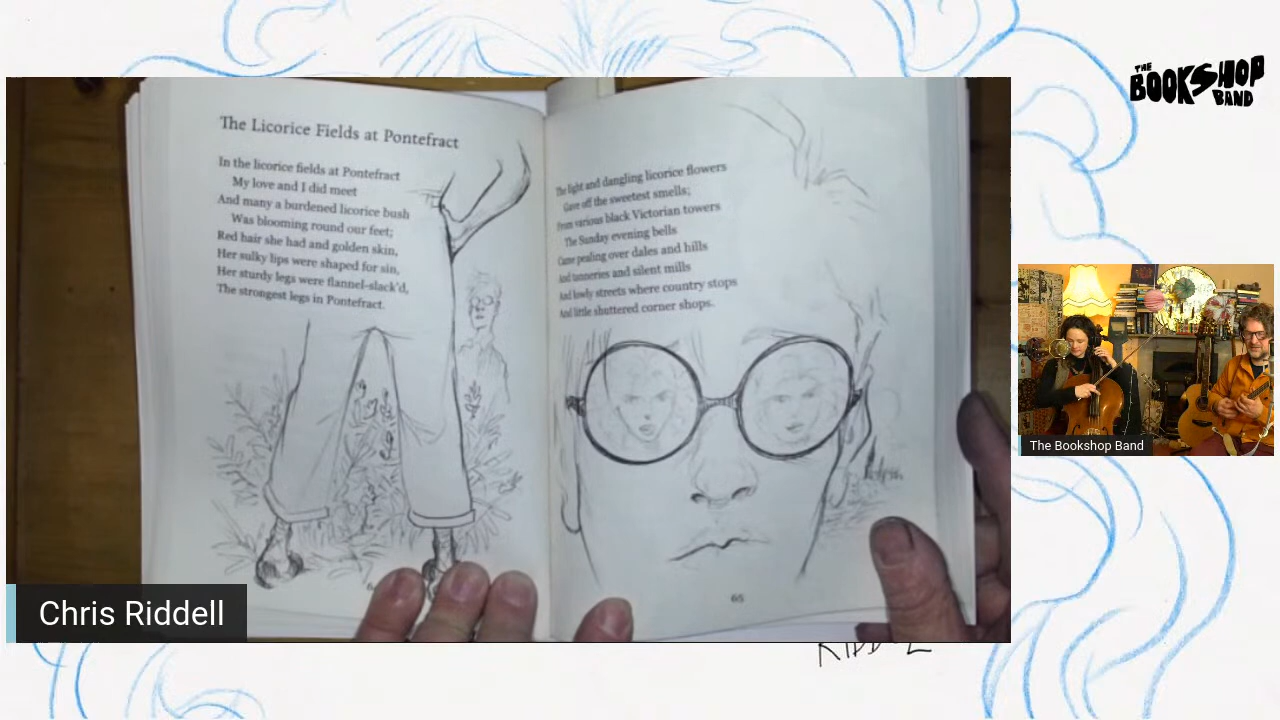 The Licorice Fields at Pontefract
In the licorice fields at Pontefract
My love and I did meet
And many a burdened licorice bush
Was blooming round our feet;
Red hair she had and golden skin,
Her sulky lips were shaped for sin,
Her sturdy legs were flannel-slack'd,
The strongest legs in Pontefract.
The light and dangling licorice flowers
Gave off the sweetest smells;
From various black Victorian towers
The Sunday evening bells
Came pealing over dales and hills
And tanneries and silent mills
And lowly streets where country stops
And little shuttered corner shops.
65
Chris Riddell
THE
BOOKSHOP
BAND
The Bookshop Band